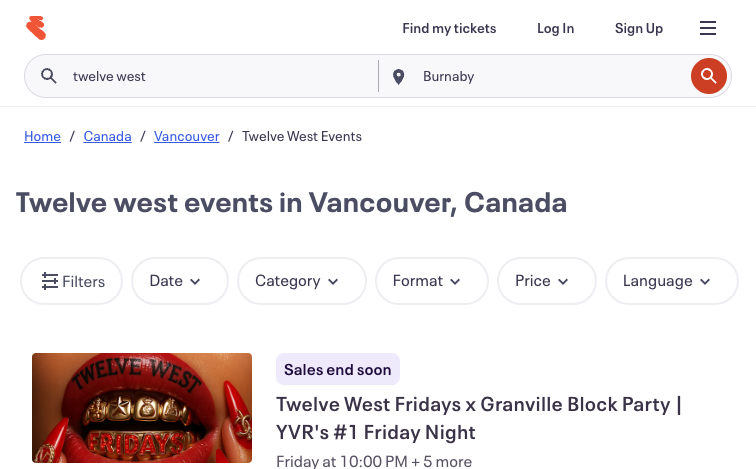 Find my tickets Log In Sign Up
twelve west Burnaby
Home / Canada / Vancouver / Twelve West Events
Twelve west events in Vancouver, Canada
Filters Date Category Format Price Language
TWELVE WEST
FRIDAYS
Sales end soon
Twelve West Fridays x Granville Block Party |
YVR's #1 Friday Night
Friday at 10:00 PM + 5 more